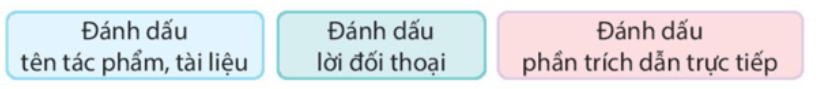 Đánh dấu
tên tác phẩm, tài liệu
Đánh dấu
lời đối thoại
Đánh dấu
phần trích dẫn trực tiếp